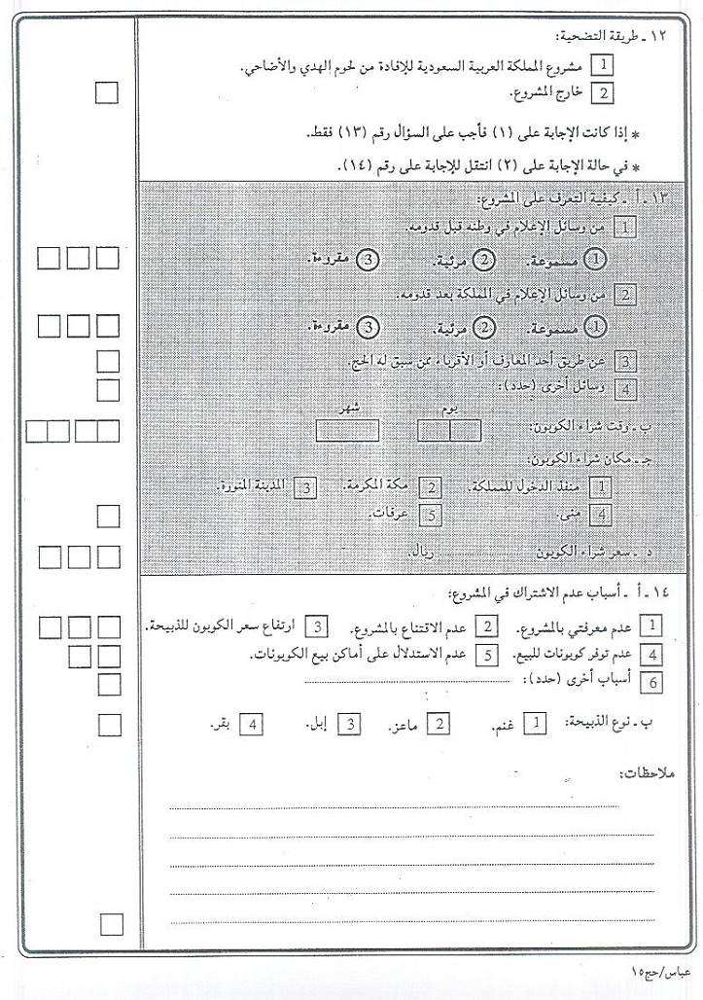 ١٢ ـ طريقة التضحية:
1 مشروع المملكة العربية السعودية للإفادة من لحوم الهدي والأضاحي.
2 خارج المشروع.
* إذا كانت الإجابة على (١) فأجب على السؤال رقم (١٣) فقط.
* في حالة الإجابة على (٢) انتقل للإجابة على رقم (١٤).
١٣ ـ أ ـ كيفية التعرف على المشروع:
1 من وسائل الإعلام في وطنه قبل قدومه.
1 مسموعة. 2 مرئية. 3 مقروءة.
2 من وسائل الإعلام في المملكة بعد قدومه.
1 مسموعة. 2 مرئية. 3 مقروءة.
3 عن طريق أحد المعارف أو الأقرباء ممن سبق له الحج.
4 وسائل أخرى (حدد):
يوم شهر
ب ـ وقت شراء الكوبون:
جـ ـ مكان شراء الكوبون:
1 منفذ الدخول للمملكة. 2 مكة المكرمة. 3 المدينة المنورة.
4 منى. 5 عرفات.
د ـ سعر شراء الكوبون ............ ريال.
١٤ ـ أ ـ أسباب عدم الاشتراك في المشروع:
1 عدم معرفتي بالمشروع. 2 عدم الاقتناع بالمشروع. 3 ارتفاع سعر الكوبون للذبيحة.
4 عدم توفر كوبونات للبيع. 5 عدم الاستدلال على أماكن بيع الكوبونات.
6 أسباب أخرى (حدد): ............
ب ـ نوع الذبيحة: 1 غنم. 2 ماعز. 3 إبل. 4 بقر.
ملاحظات:
عباس/حج١٥